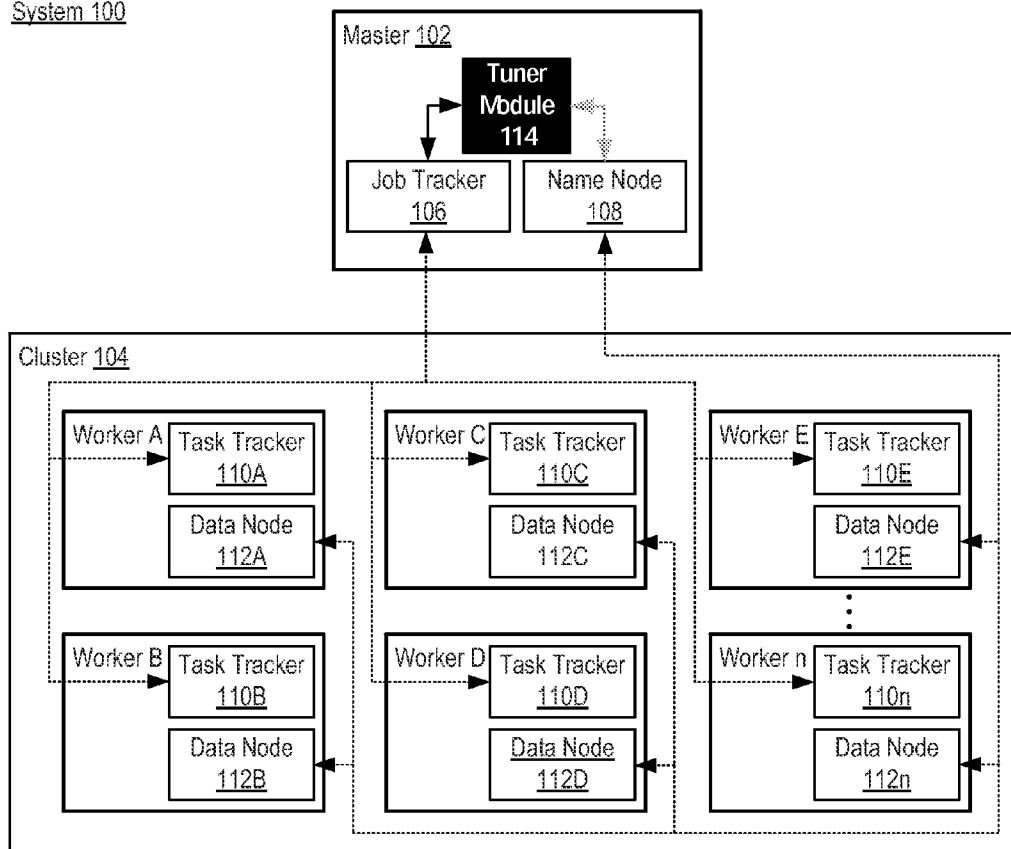 System 100
Master 102
Tuner
Module
114
Job Tracker
106
Name Node
108
Cluster 104
Worker A
Task Tracker
110A
Data Node
112A
Worker C
Task Tracker
110C
Data Node
112C
Worker E
Task Tracker
110E
Data Node
112E
Worker B
Task Tracker
110B
Data Node
112B
Worker D
Task Tracker
110D
Data Node
112D
Worker n
Task Tracker
110n
Data Node
112n